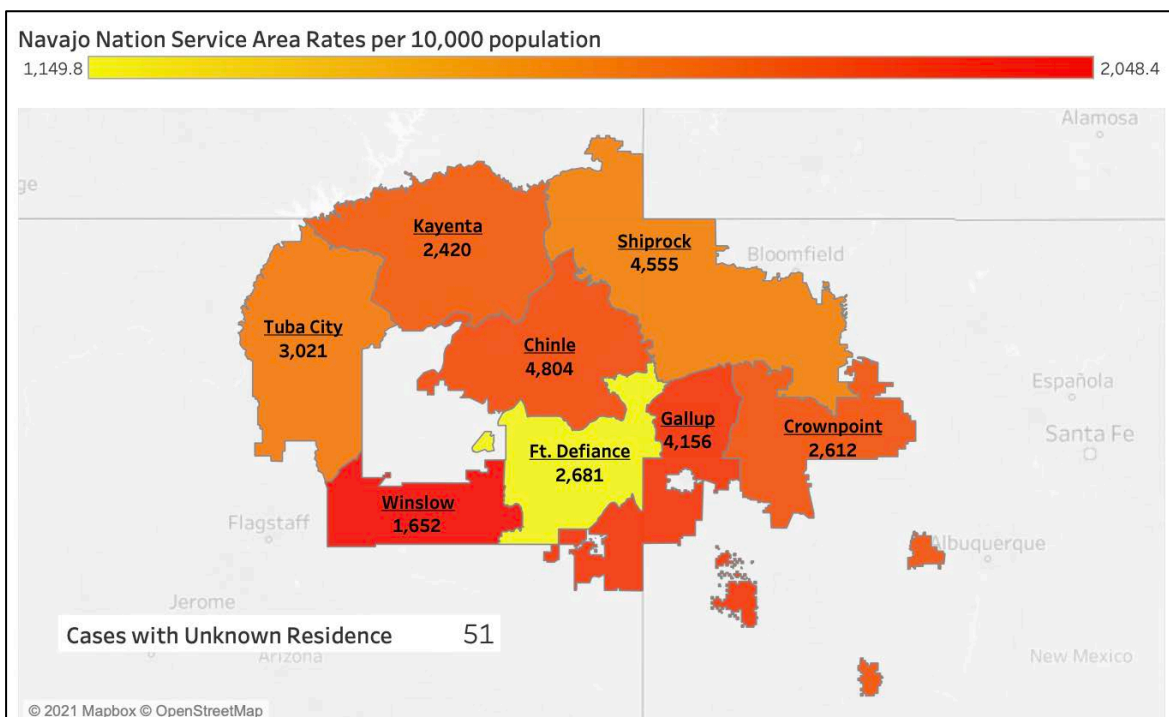 Navajo Nation Service Area Rates per 10,000 population
1,149.8
2,048.4
Alamosa
ge
Kayenta
2,420
Shiprock
4,555
Bloomfield
Tuba City
3,021
Chinle
4,804
Española
Gallup
4,156
Crownpoint
2,612
Santa Fe
Ft. Defiance
2,681
Winslow
1,652
Flagstaff
Albuquerque
Jerome
Cases with Unknown Residence 51
Arizona
New Mexico
© 2021 Mapbox © OpenStreetMap